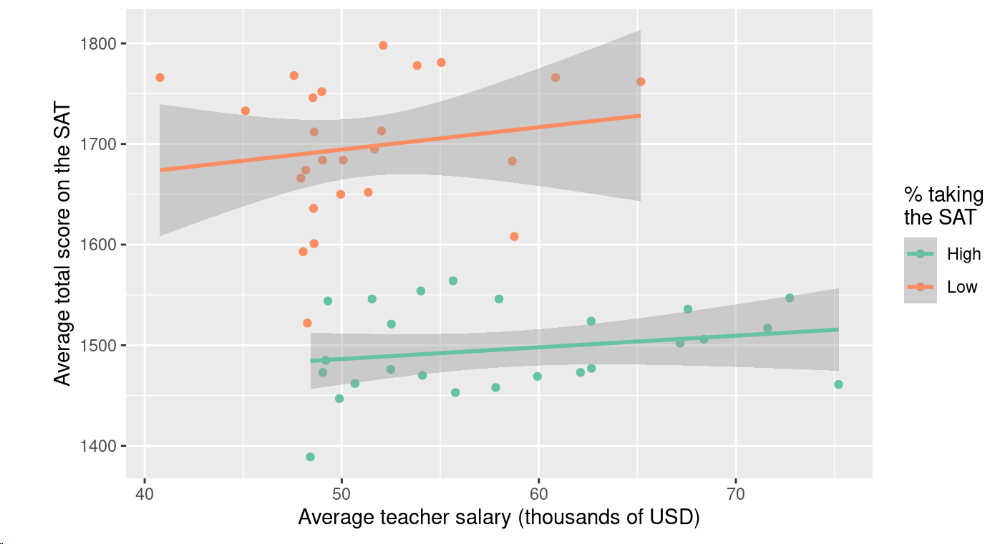 1800
1700
1600
1500
1400
40 50 60 70
Average total score on the SAT
Average teacher salary (thousands of USD)
% taking
the SAT
High
Low